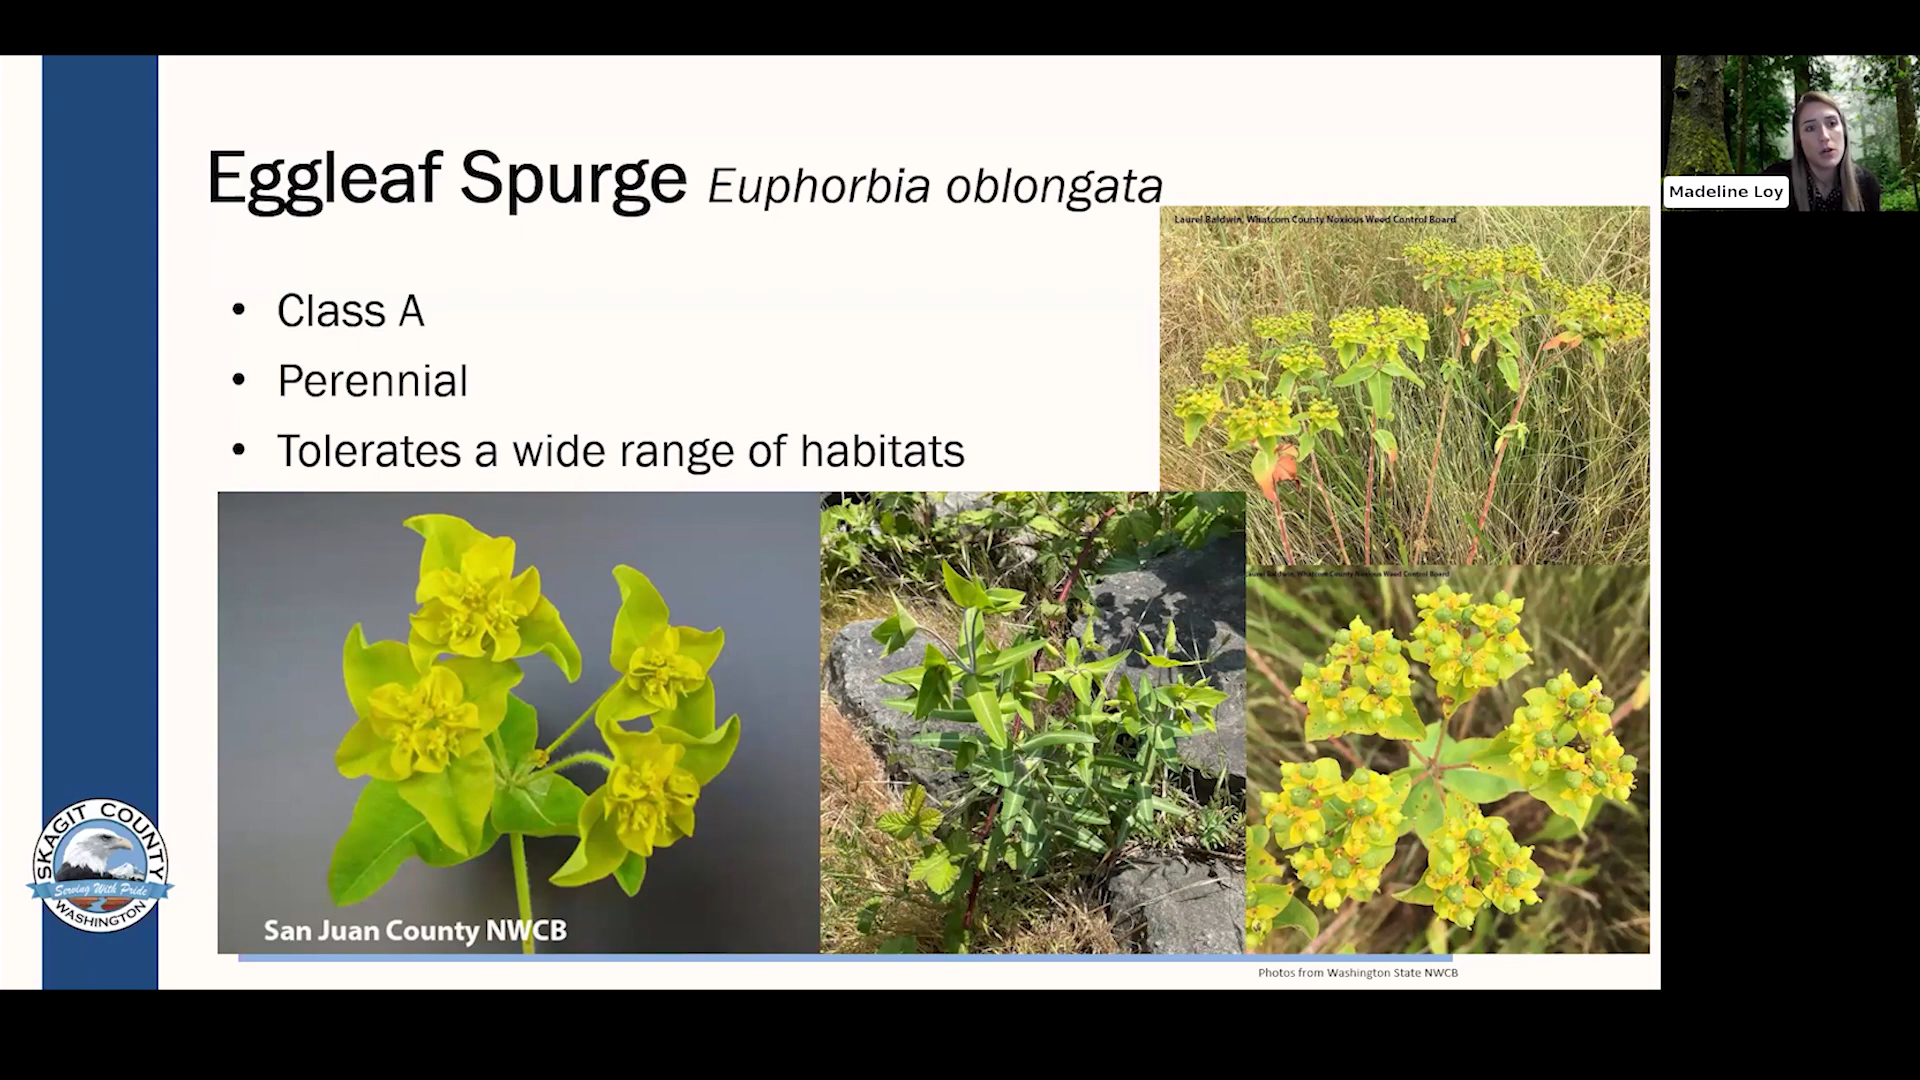 Eggleaf Spurge Euphorbia oblongata
Madeline Loy
Laurel Baldwin, Whatcom County Noxious Weed Control Board
• Class A
• Perennial
• Tolerates a wide range of habitats
Laurel Baldwin, Whatcom County Noxious Weed Control Board
SKAGIT COUNTY
Serving With Pride
WASHINGTON
San Juan County NWCB
Photos from Washington State NWCB